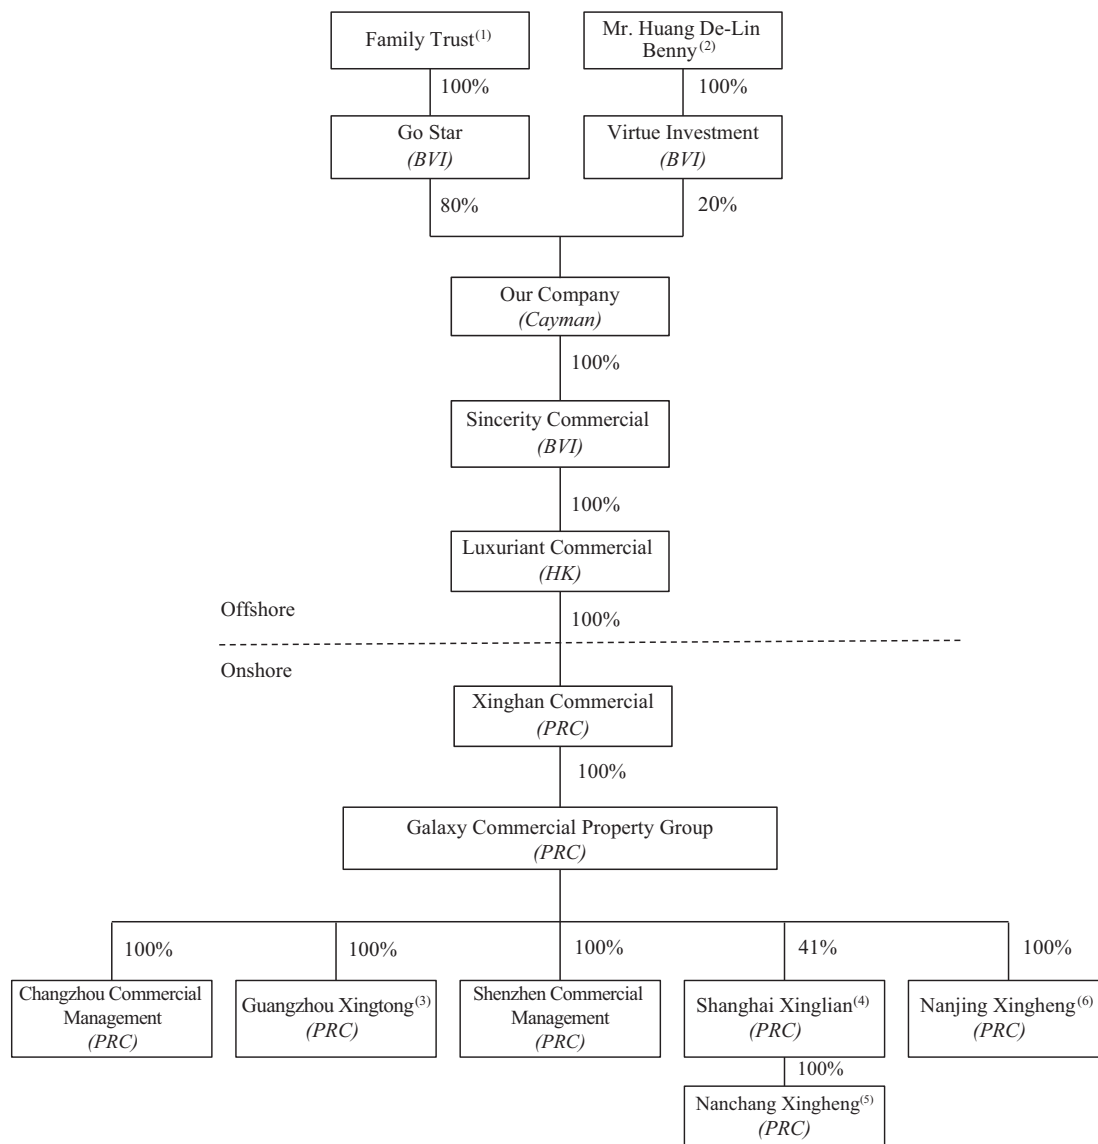 Family Trust(1)
Mr. Huang De-Lin
Benny(2)
100%
100%
Go Star
(BVI)
Virtue Investment
(BVI)
80%
20%
Our Company
(Cayman)
100%
Sincerity Commercial
(BVI)
100%
Luxuriant Commercial
(HK)
Offshore
100%
Onshore
Xinghan Commercial
(PRC)
100%
Galaxy Commercial Property Group
(PRC)
100%
100%
100%
41%
100%
Changzhou Commercial
Management
(PRC)
Guangzhou Xingtong(3)
(PRC)
Shenzhen Commercial
Management
(PRC)
Shanghai Xinglian(4)
(PRC)
Nanjing Xingheng(6)
(PRC)
100%
Nanchang Xingheng(5)
(PRC)